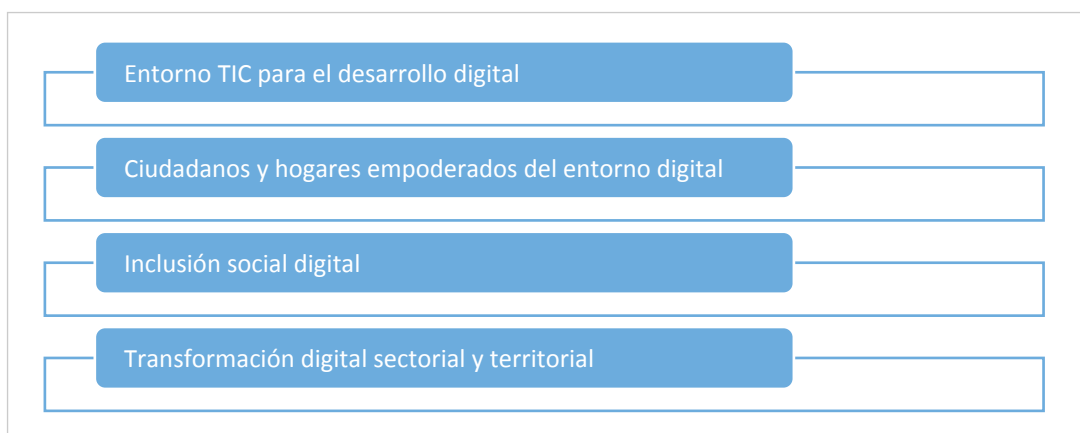 Entorno TIC para el desarrollo digital
Ciudadanos y hogares empoderados del entorno digital
Inclusión social digital
Transformación digital sectorial y territorial